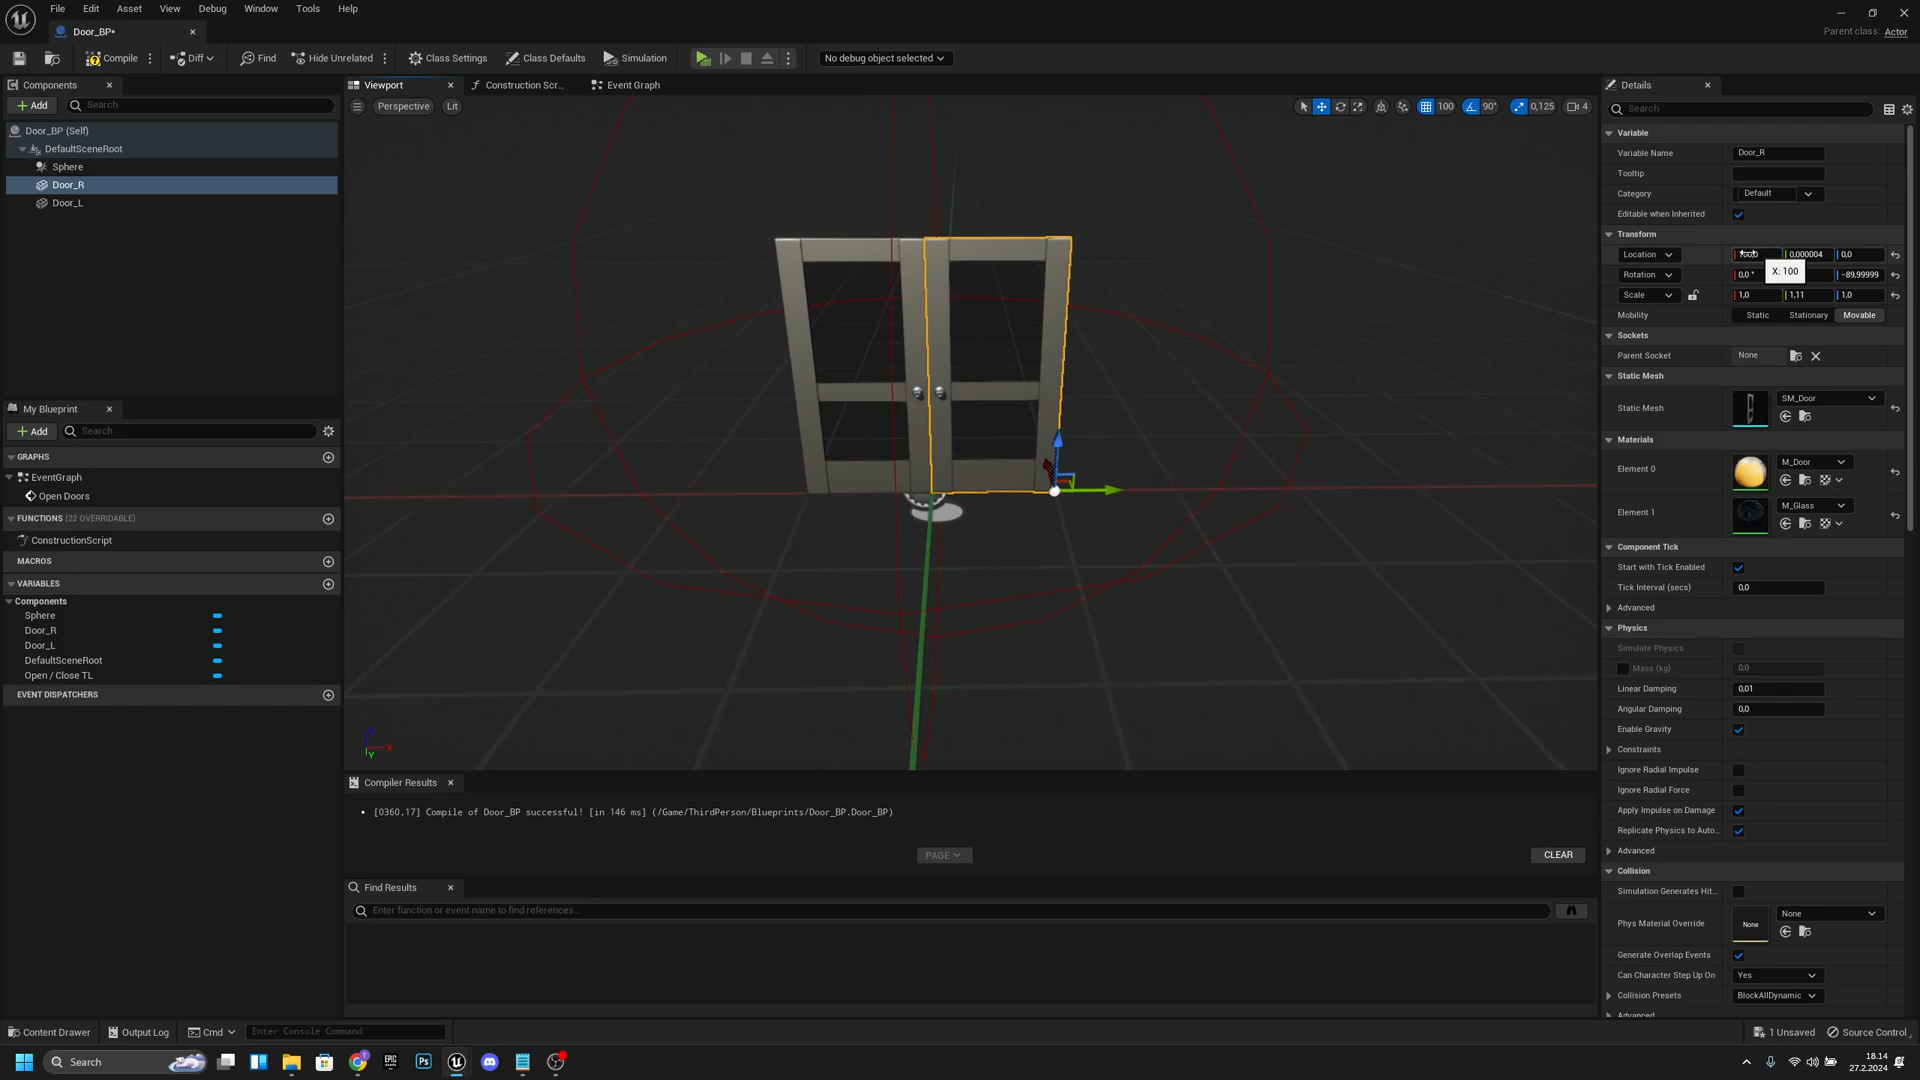 File Edit Asset View Debug Window Tools Help
Door_BP•
Parent class: Actor
Compile Diff Find Hide Unrelated Class Settings Class Defaults Simulation No debug object selected
Components
Add Search
Door_BP (Self)
DefaultSceneRoot
Sphere
Door_R
Door_L
My Blueprint
Add Search
GRAPHS
EventGraph
Open Doors
FUNCTIONS (22 OVERRIDABLE)
ConstructionScript
MACROS
VARIABLES
Components
Sphere
Door_R
Door_L
DefaultSceneRoot
Open / Close TL
EVENT DISPATCHERS
Viewport Construction Scr... Event Graph
Perspective Lit 100 90° 0,125 4
Z X Y
Compiler Results
[0360,17] Compile of Door_BP successful! [in 146 ms] (/Game/ThirdPerson/Blueprints/Door_BP.Door_BP)
PAGE CLEAR
Find Results
Enter function or event name to find references...
Details
Search
Variable
Variable Name Door_R
Tooltip
Category Default
Editable when Inherited
Transform
Location 0,000004 0,0
X: 100
Rotation 0,0 ° -89,99999
Scale 1,0 1,11 1,0
Mobility Static Stationary Movable
Sockets
Parent Socket None
Static Mesh
Static Mesh SM_Door
Materials
Element 0 M_Door
Element 1 M_Glass
Component Tick
Start with Tick Enabled
Tick Interval (secs) 0,0
Advanced
Physics
Simulate Physics
Mass (kg) 0,0
Linear Damping 0,01
Angular Damping 0,0
Enable Gravity
Constraints
Ignore Radial Impulse
Ignore Radial Force
Apply Impulse on Damage
Replicate Physics to Auto...
Advanced
Collision
Simulation Generates Hit...
Phys Material Override None None
Generate Overlap Events
Can Character Step Up On Yes
Collision Presets BlockAllDynamic
Advanced
Content Drawer Output Log Cmd Enter Console Command 1 Unsaved Source Control
Search
EPIC
Ps
18.14
27.2.2024